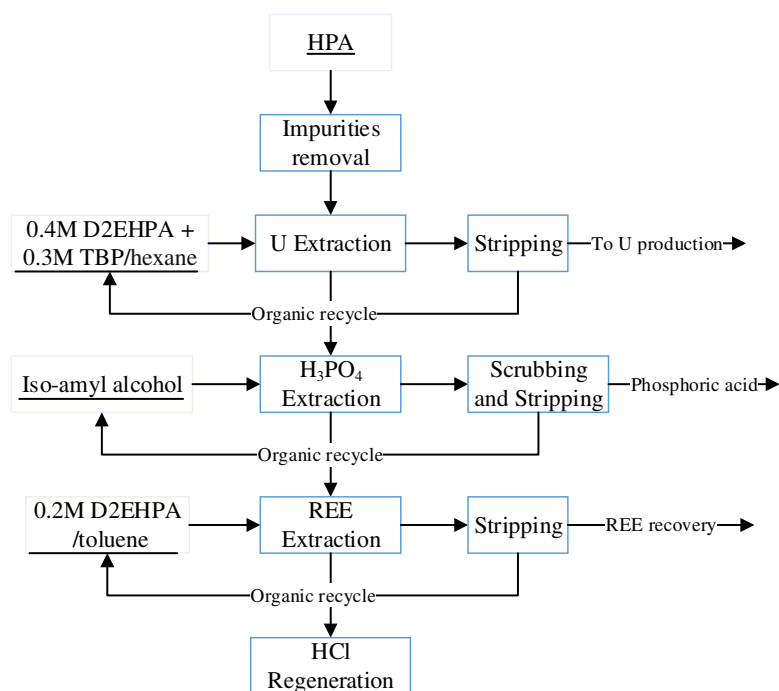 HPA
Impurities
removal
0.4M D2EHPA +
0.3M TBP/hexane
U Extraction
Stripping
To U production
Organic recycle
Iso-amyl alcohol
H₃PO₄
Extraction
Scrubbing
and Stripping
Phosphoric acid
Organic recycle
0.2M D2EHPA
/toluene
REE
Extraction
Stripping
REE recovery
Organic recycle
HCl
Regeneration